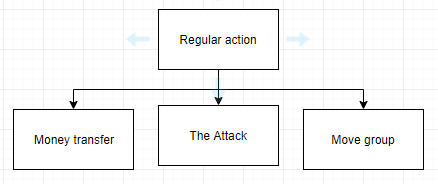 Regular action
Money transfer
The Attack
Move group